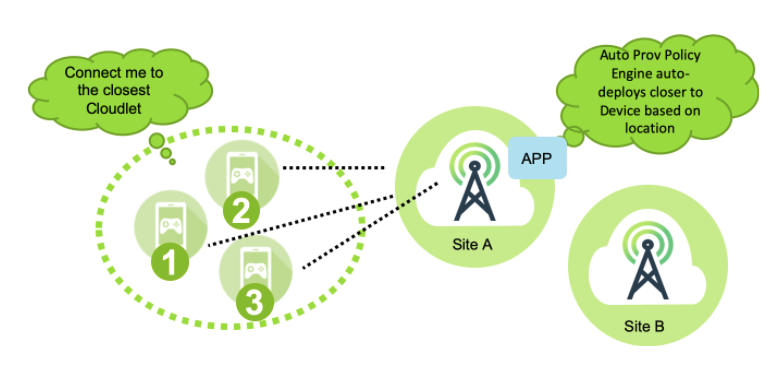 Connect me to
the closest
Cloudlet
Auto Prov Policy
Engine auto-
deploys closer to
Device based on
location
APP
2
1
3
Site A
Site B